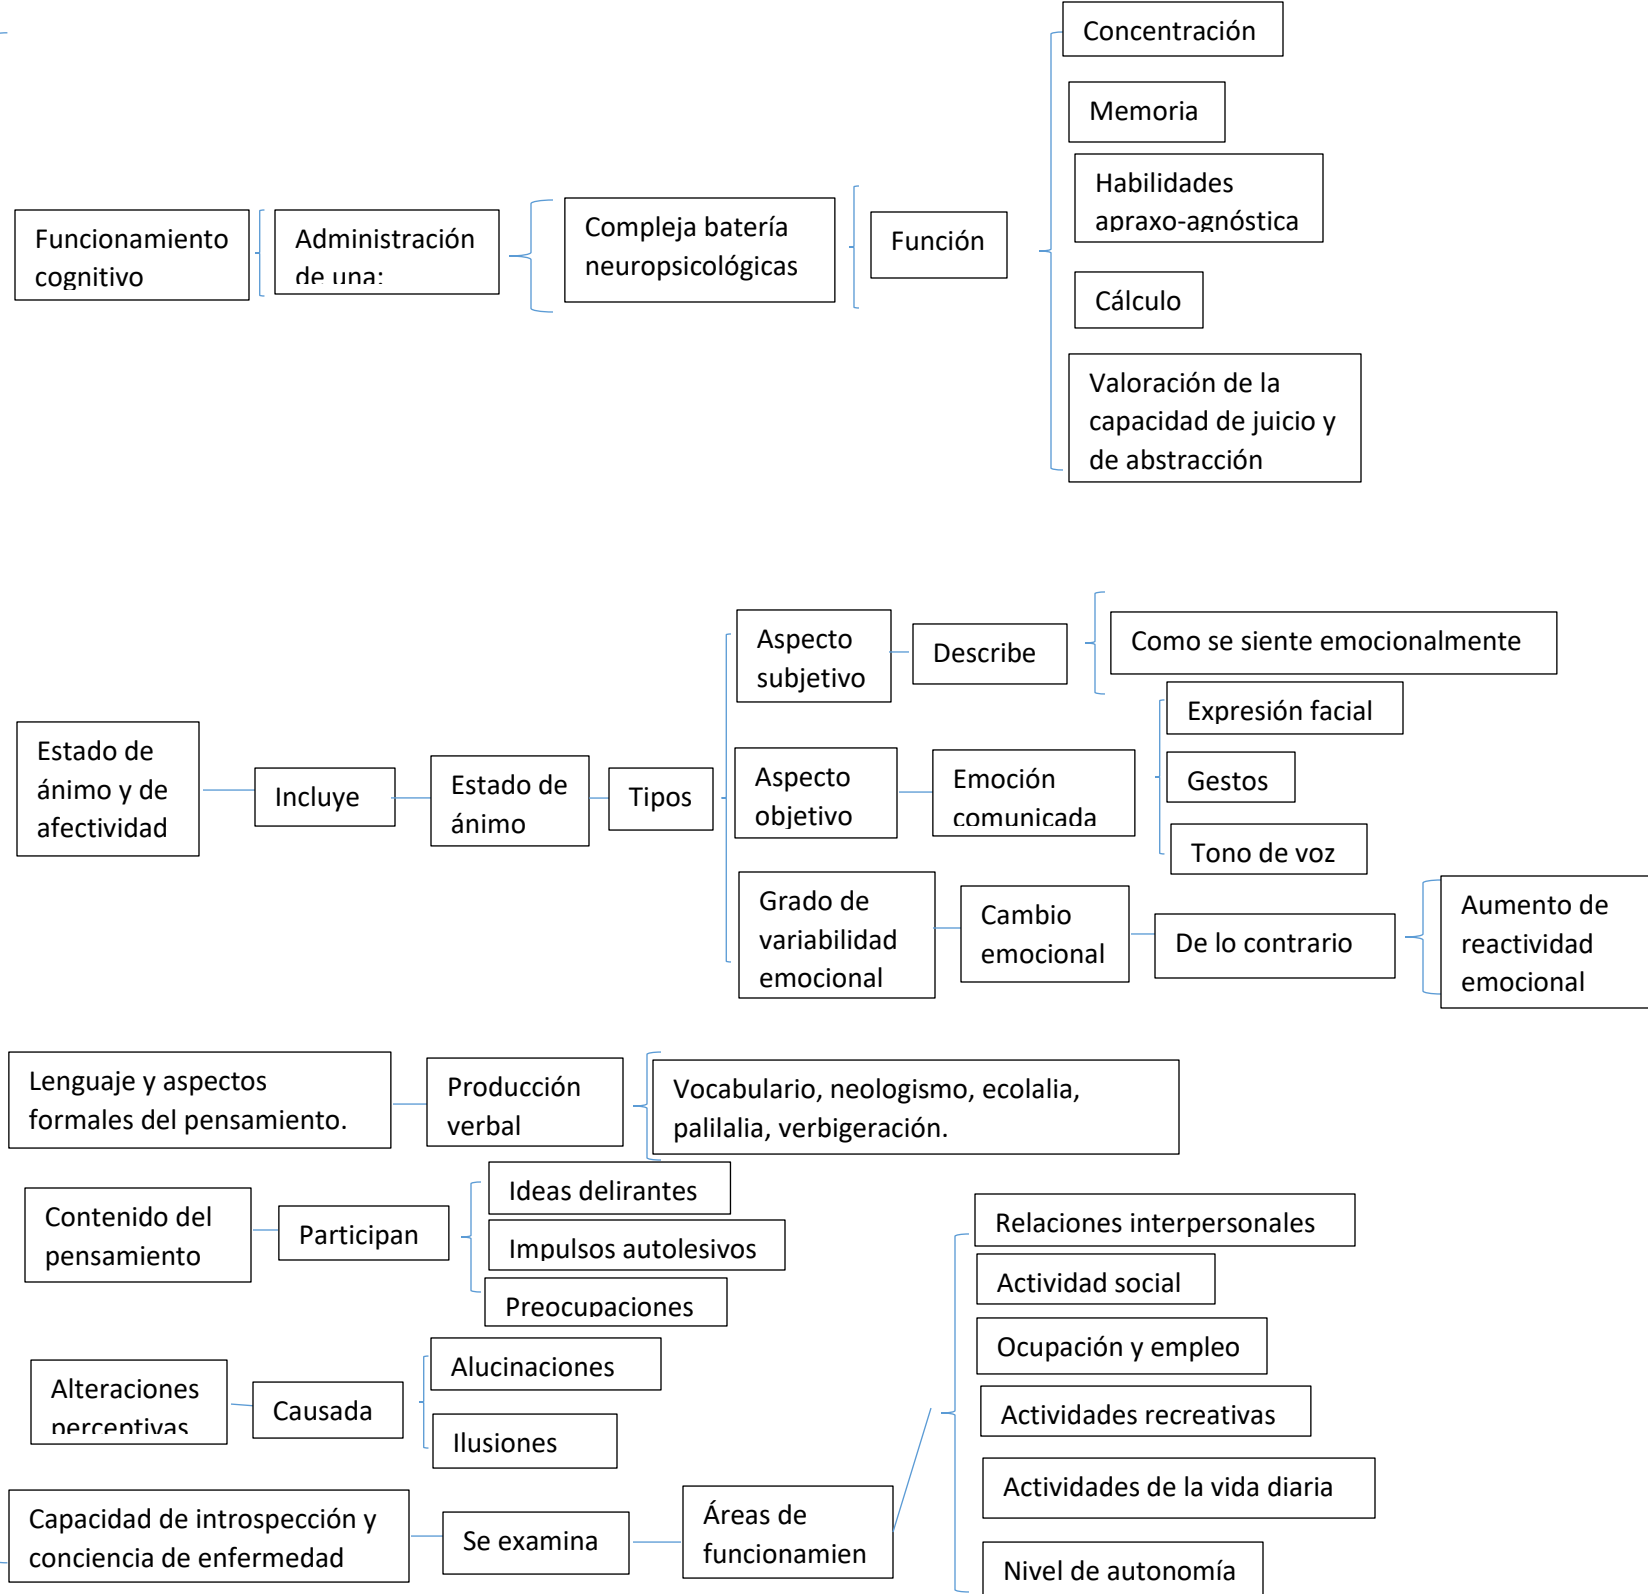 Concentración
Memoria
Habilidades
apraxo-agnóstica
Funcionamiento
cognitivo
Administración
de una:
Compleja batería
neuropsicológicas
Función
Cálculo
Valoración de la
capacidad de juicio y
de abstracción
Estado de
ánimo y de
afectividad
Incluye
Estado de
ánimo
Tipos
Aspecto
subjetivo
Describe
Como se siente emocionalmente
Aspecto
objetivo
Emoción
comunicada
Expresión facial
Gestos
Tono de voz
Grado de
variabilidad
emocional
Cambio
emocional
De lo contrario
Aumento de
reactividad
emocional
Lenguaje y aspectos
formales del pensamiento.
Producción
verbal
Vocabulario, neologismo, ecolalia,
palilalia, verbigeración.
Contenido del
pensamiento
Participan
Ideas delirantes
Impulsos autolesivos
Preocupaciones
Alteraciones
perceptivas
Causada
Alucinaciones
Ilusiones
Capacidad de introspección y
conciencia de enfermedad
Se examina
Áreas de
funcionamien
Relaciones interpersonales
Actividad social
Ocupación y empleo
Actividades recreativas
Actividades de la vida diaria
Nivel de autonomía